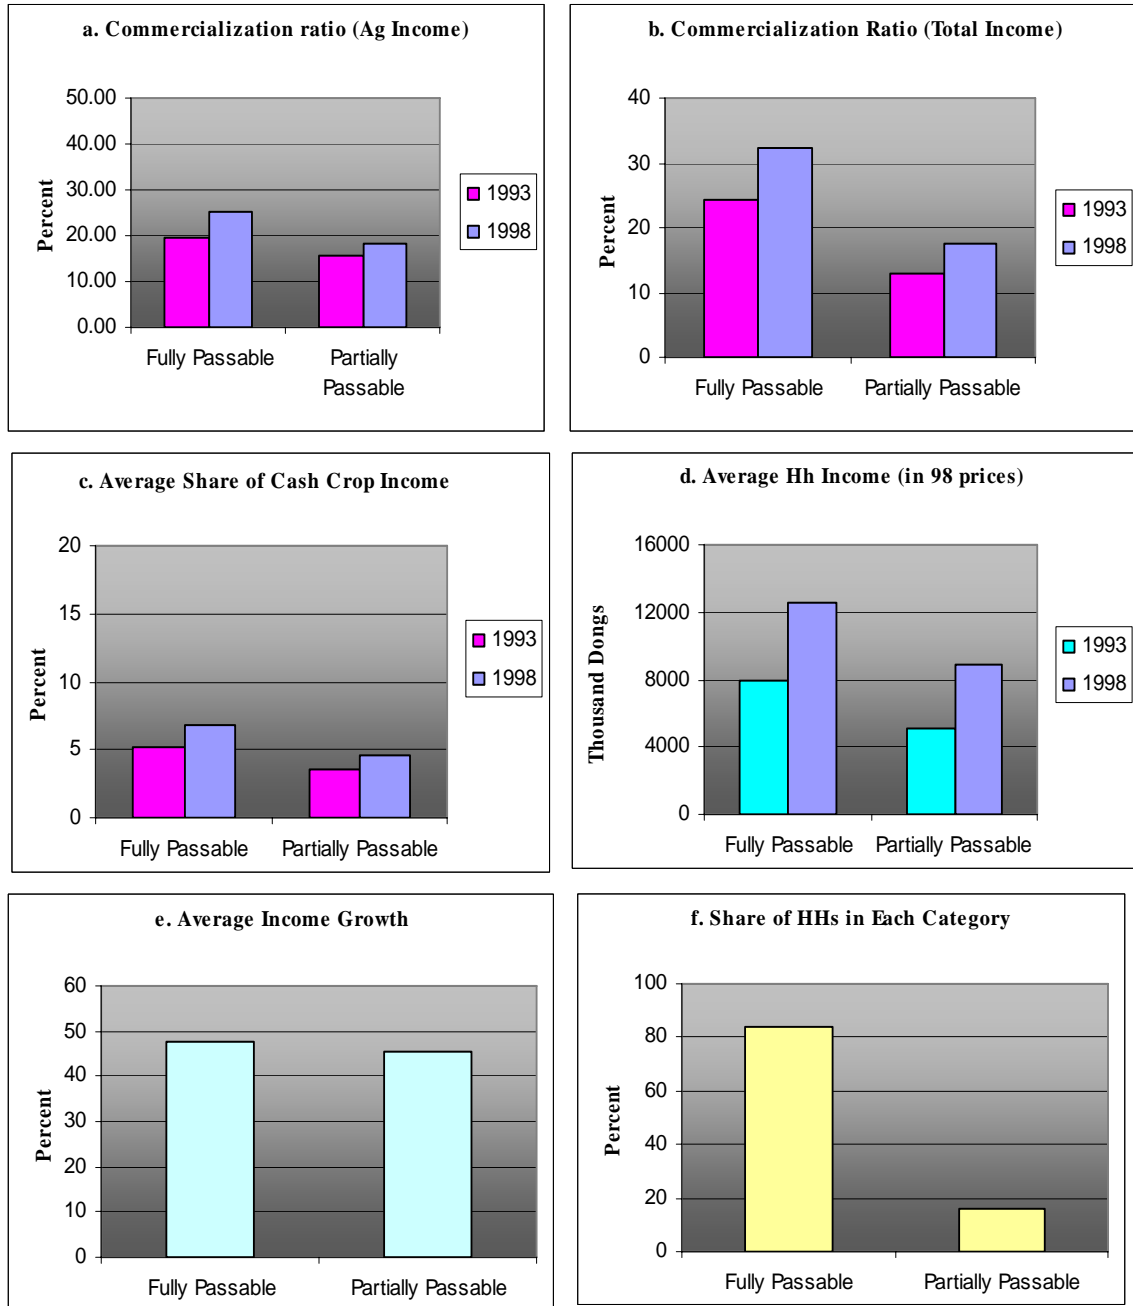 a. Commercialization ratio (Ag Income)
50.00
40.00
30.00
20.00
10.00
0.00
Percent
Fully Passable
Partially
Passable
1993
1998
b. Commercialization Ratio (Total Income)
40
30
20
10
0
Percent
Fully Passable
Partially Passable
1993
1998
c. Average Share of Cash Crop Income
20
15
10
5
0
Percent
Fully Passable
Partially Passable
1993
1998
d. Average Hh Income (in 98 prices)
16000
12000
8000
4000
0
Thousand Dongs
Fully Passable
Partially Passable
1993
1998
e. Average Income Growth
60
50
40
30
20
10
0
Percent
Fully Passable
Partially Passable
f. Share of HHs in Each Category
100
80
60
40
20
0
Percent
Fully Passable
Partially Passable